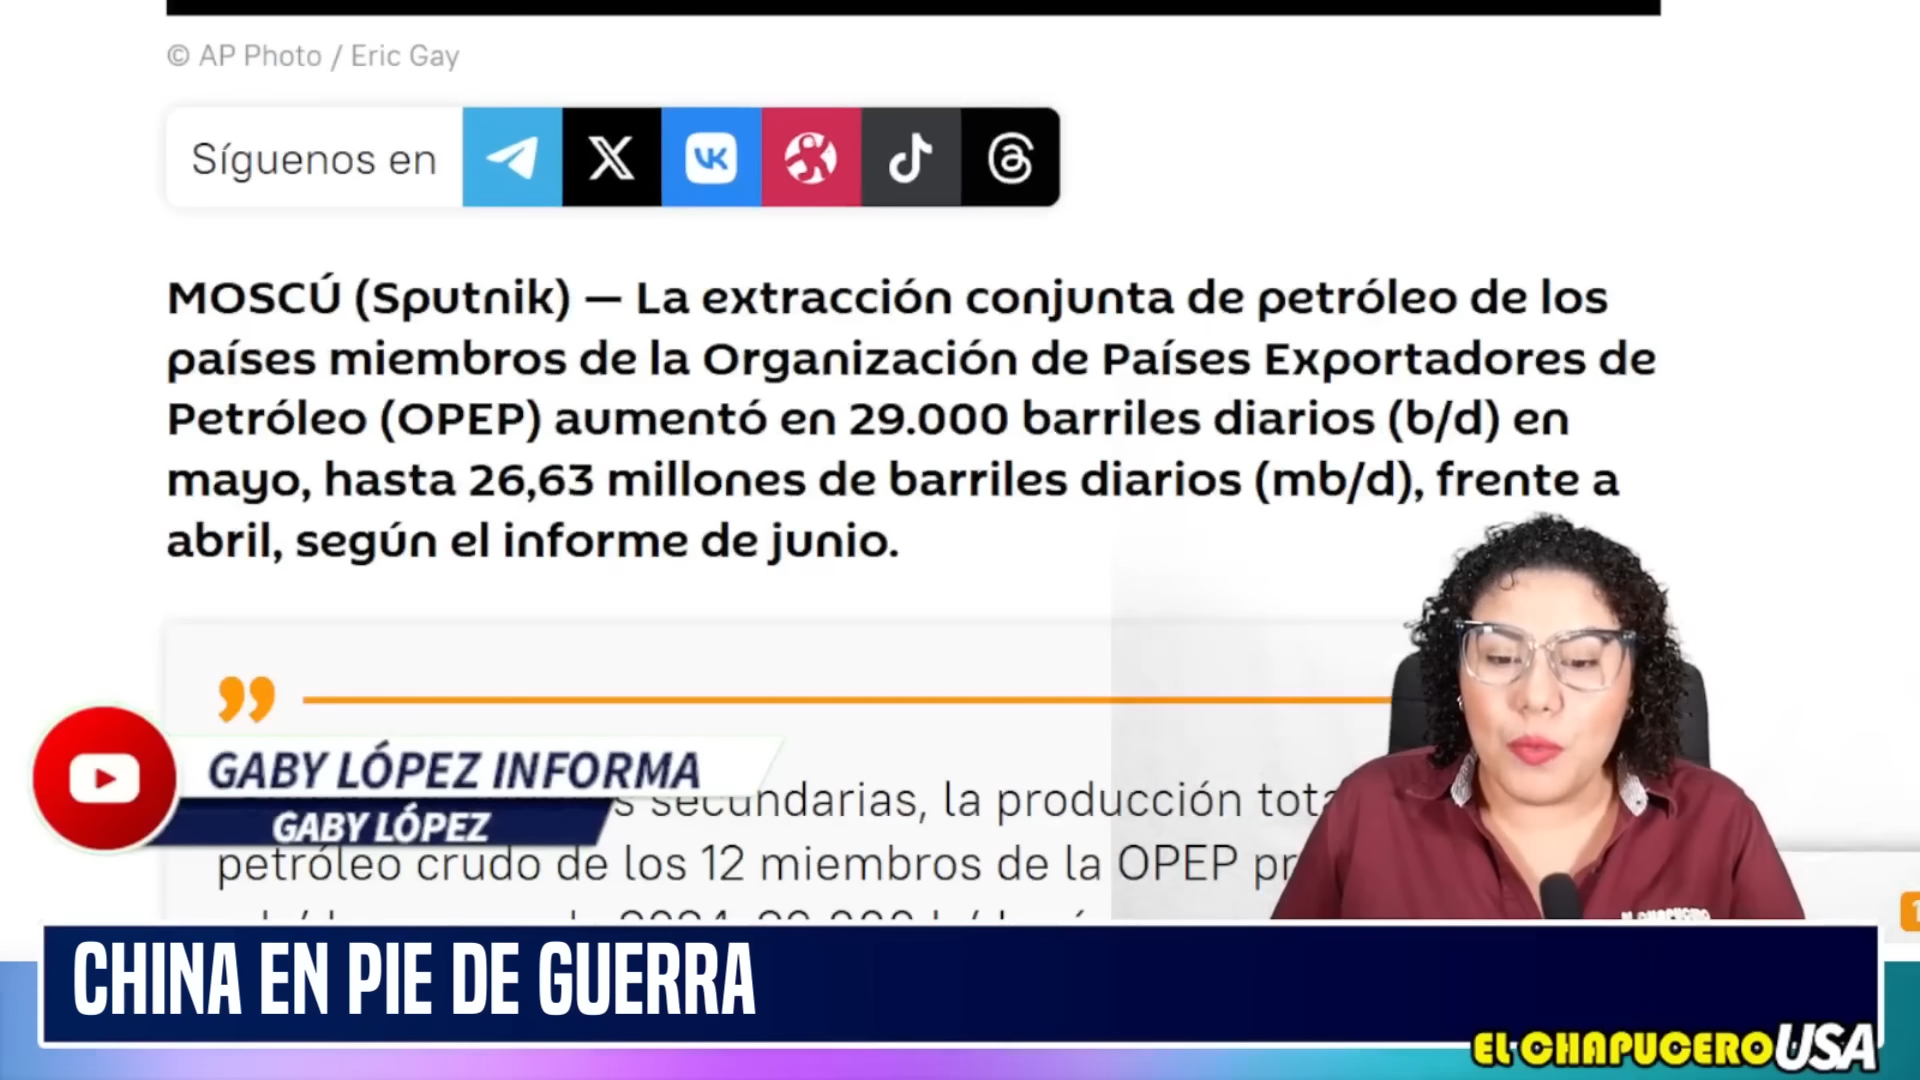 © AP Photo / Eric Gay
Síguenos en
MOSCÚ (Sputnik) — La extracción conjunta de petróleo de los
países miembros de la Organización de Países Exportadores de
Petróleo (OPEP) aumentó en 29.000 barriles diarios (b/d) en
mayo, hasta 26,63 millones de barriles diarios (mb/d), frente a
abril, según el informe de junio.
GABY LÓPEZ INFORMA
secundarias, la producción
GABY LÓPEZ
petróleo crudo de los 12 miembros de la OPEP
EL CHAPUCERO
CHINA EN PIE DE GUERRA
EL CHAPUCERO USA